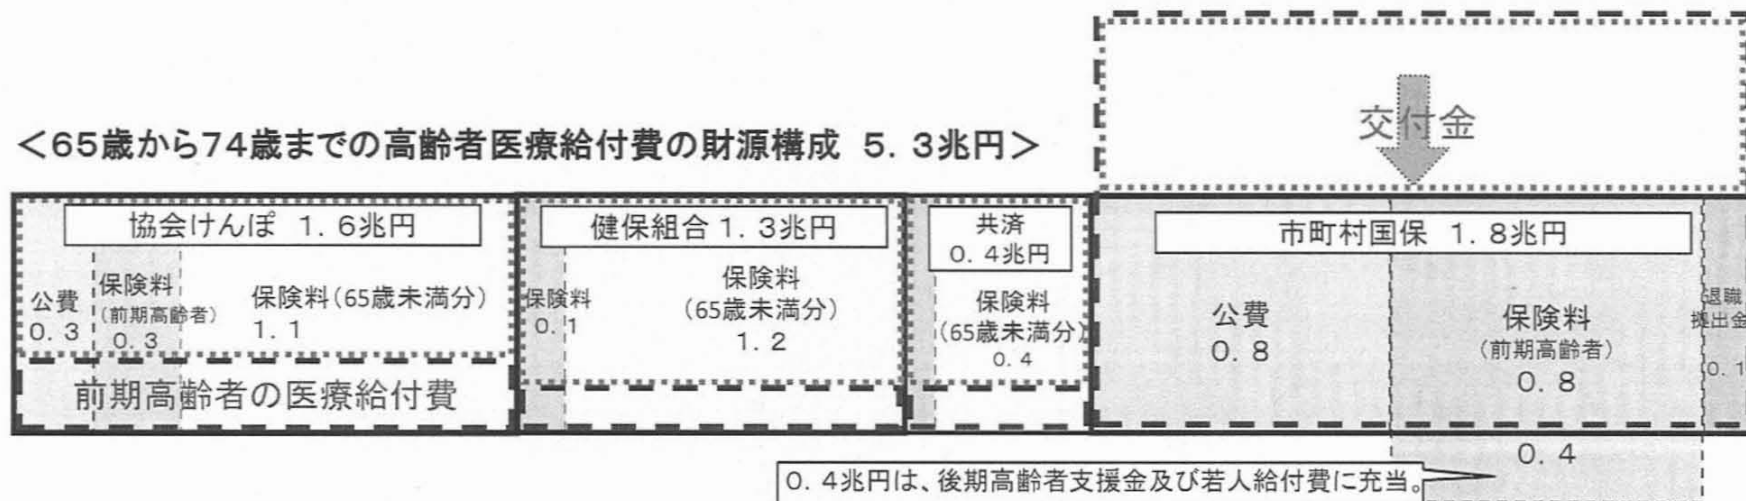 交付金
＜65歳から74歳までの高齢者医療給付費の財源構成 5．3兆円＞
協会けんぽ 1．6兆円
公費
0．3
保険料
(前期高齢者)
0．3
保険料(65歳未満分)
1．1
前期高齢者の医療給付費
健保組合 1．3兆円
保険料
0．1
保険料
(65歳未満分)
1．2
共済
0．4兆円
保険料
(65歳未満分)
0．4
市町村国保 1．8兆円
公費
0．8
保険料
(前期高齢者)
0．8
退職
拠出金
0．1
0．4
0．4兆円は、後期高齢者支援金及び若人給付費に充当。